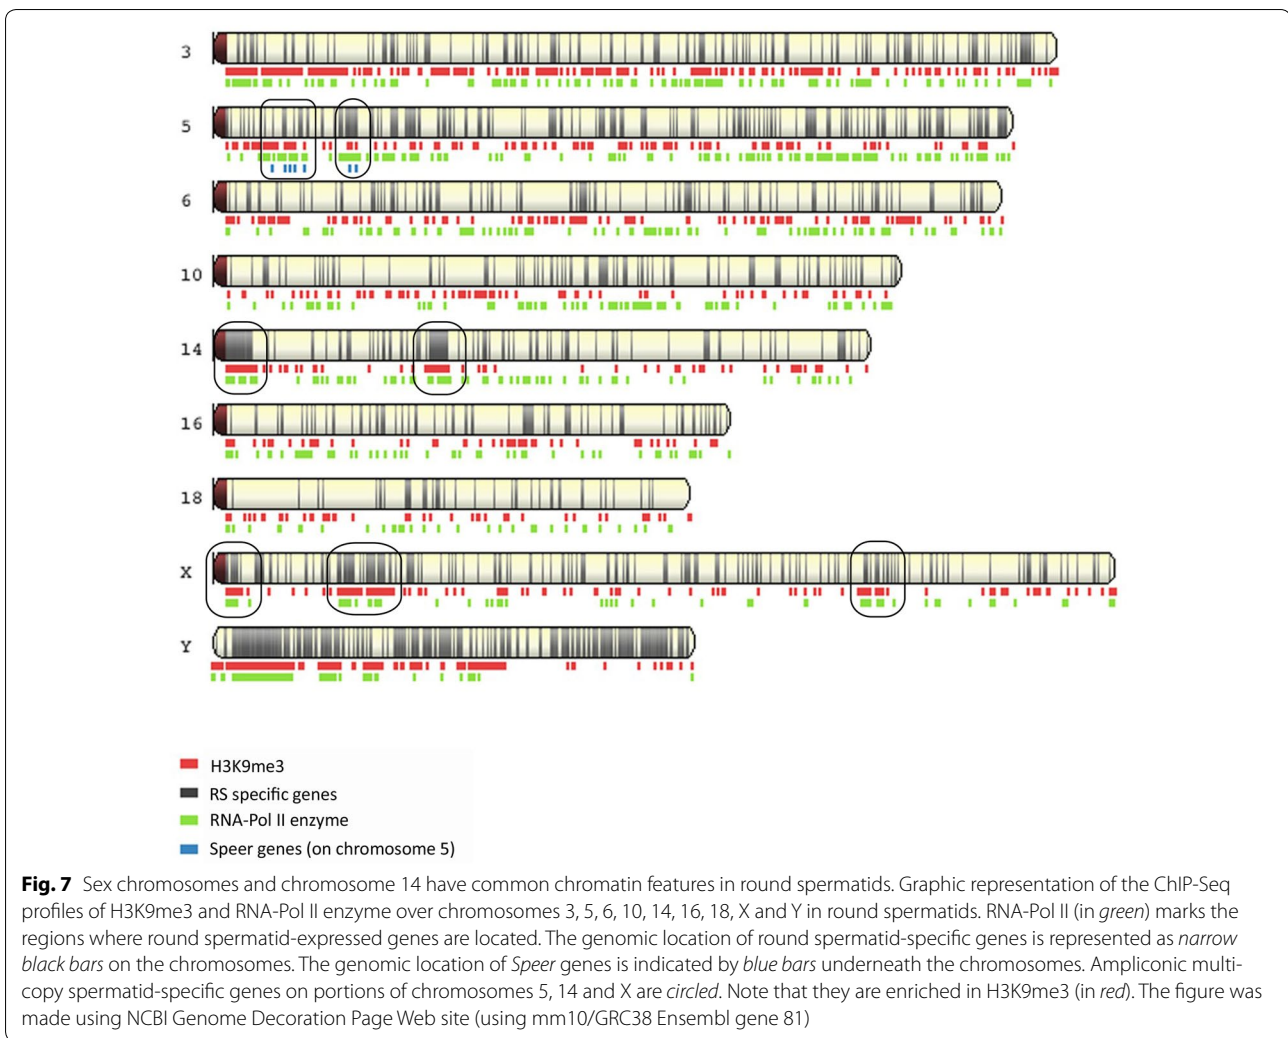 3
5
6
10
14
16
18
X
Y
H3K9me3
RS specific genes
RNA-Pol II enzyme
Speer genes (on chromosome 5)
Fig. 7 Sex chromosomes and chromosome 14 have common chromatin features in round spermatids. Graphic representation of the ChIP-Seq
profiles of H3K9me3 and RNA-Pol II enzyme over chromosomes 3, 5, 6, 10, 14, 16, 18, X and Y in round spermatids. RNA-Pol II (in green) marks the
regions where round spermatid-expressed genes are located. The genomic location of round spermatid-specific genes is represented as narrow
black bars on the chromosomes. The genomic location of Speer genes is indicated by blue bars underneath the chromosomes. Ampliconic multi-
copy spermatid-specific genes on portions of chromosomes 5, 14 and X are circled. Note that they are enriched in H3K9me3 (in red). The figure was
made using NCBI Genome Decoration Page Web site (using mm10/GRC38 Ensembl gene 81)